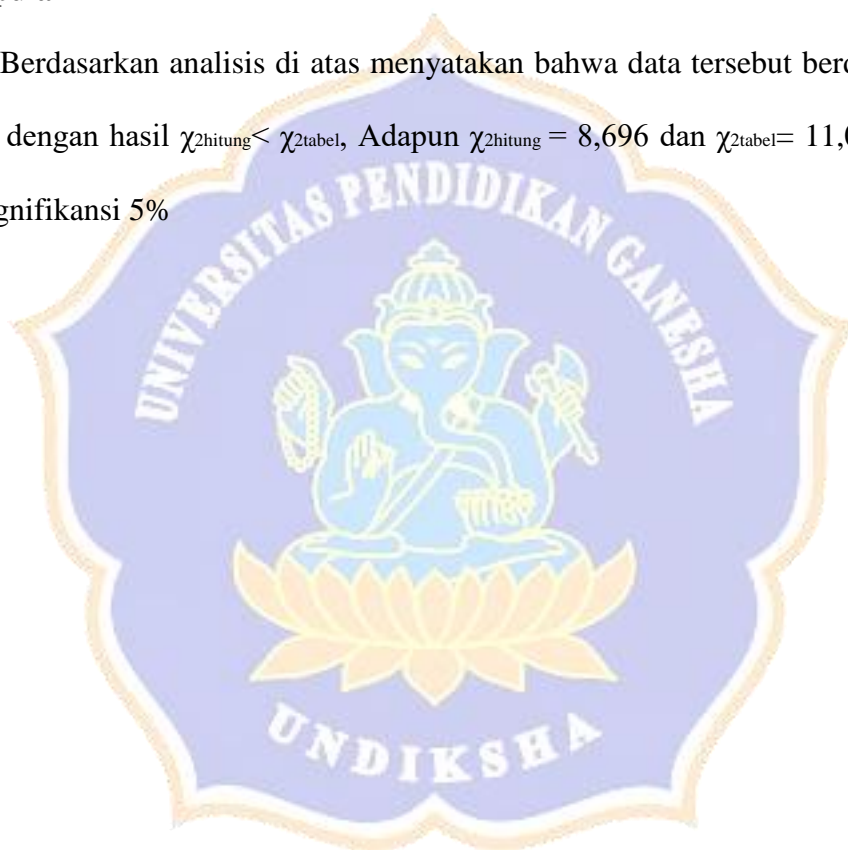 Berdasarkan analisis di atas menyatakan bahwa data tersebut
dengan hasil χ2hitung< χ2tabel, Adapun χ2hitung = 8,696 dan χ2tabel= 11,0
gnifikansi 5%
UNIVERSITAS PENDIDIKAN GANESHA
UNDIKSHA